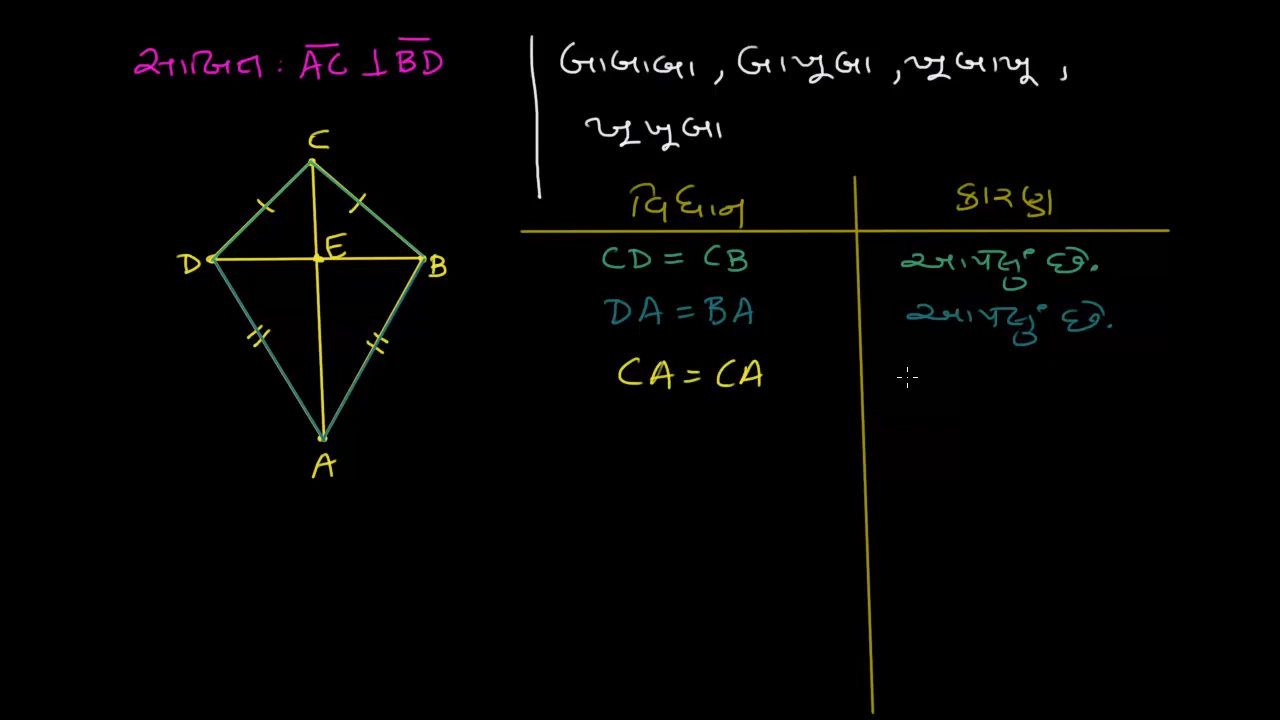 સાબિત : AC ⊥ BD
બાબાબા , બાખૂબા , ખૂબાખૂ ,
ખૂખૂબા
વિધાન કારણ
CD = CB આપેલું છે.
DA = BA આપેલું છે.
CA = CA
C
D E B
A